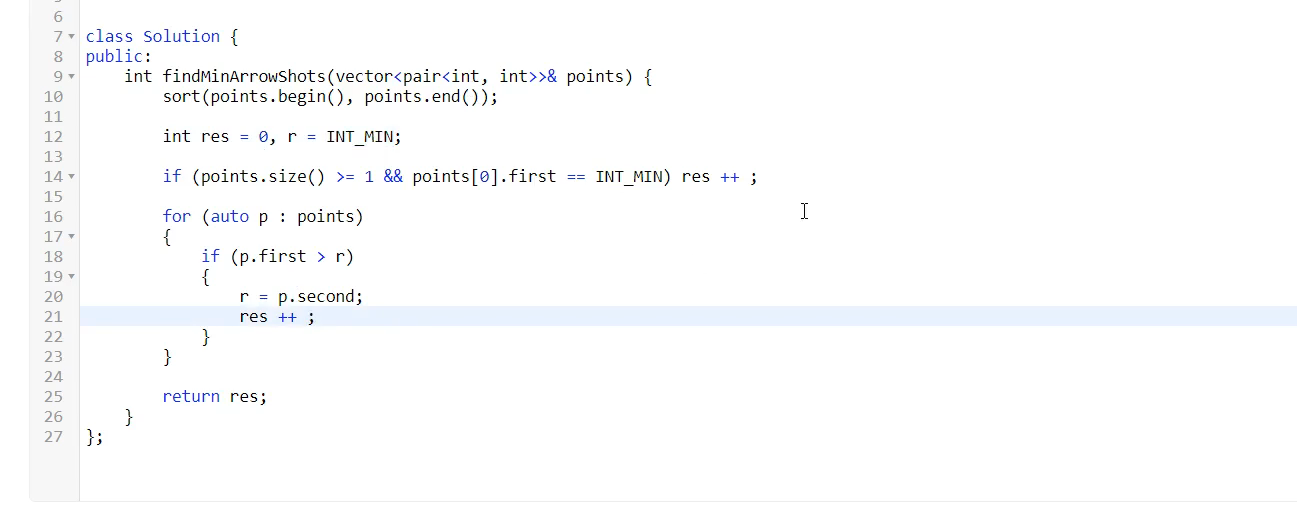 6
7 class Solution {
8 public:
9     int findMinArrowShots(vector<pair<int, int>>& points) {
10         sort(points.begin(), points.end());
11
12         int res = 0, r = INT_MIN;
13
14         if (points.size() >= 1 && points[0].first == INT_MIN) res ++ ;
15
16         for (auto p : points)
17         {
18             if (p.first > r)
19             {
20                 r = p.second;
21                 res ++ ;
22             }
23         }
24
25         return res;
26     }
27 };